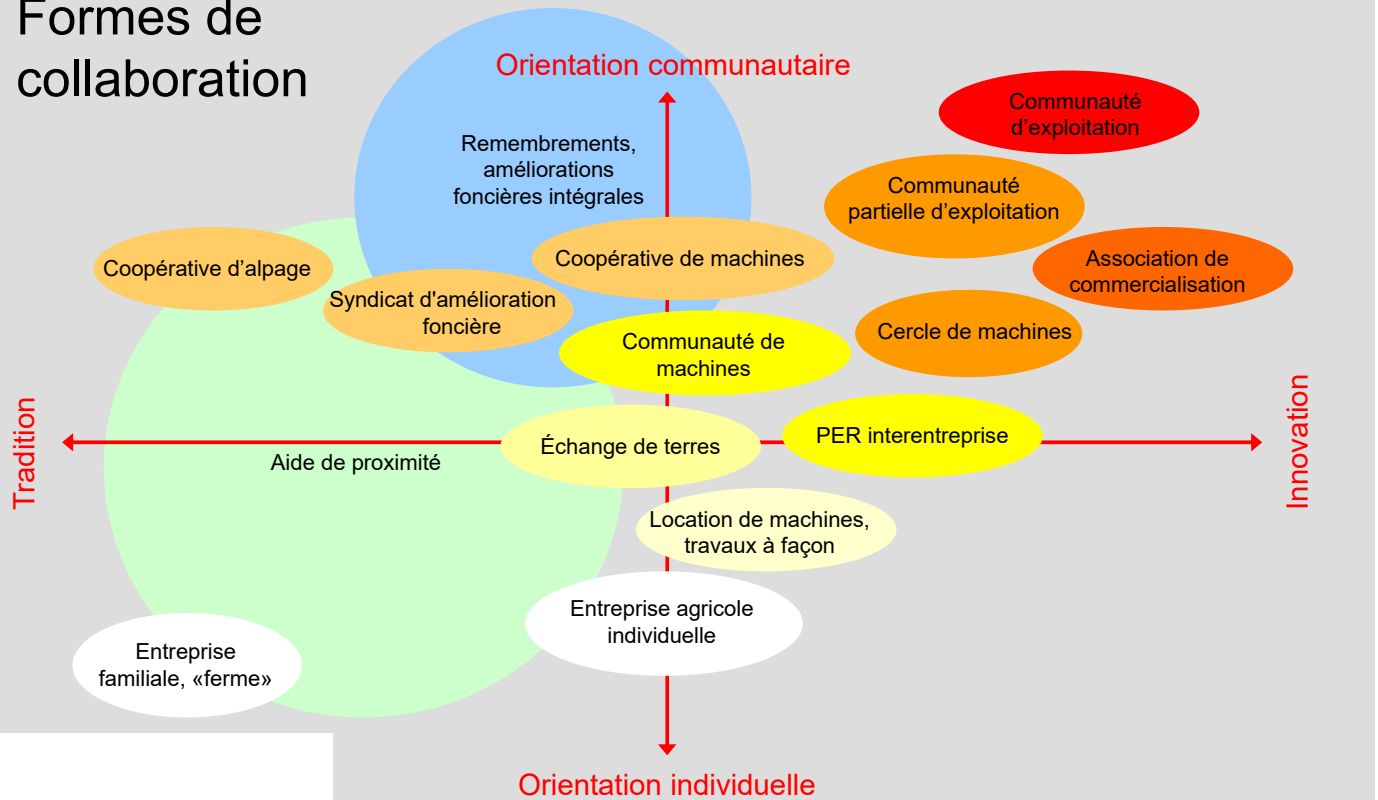 Formes de
collaboration
Orientation communautaire
Communauté
d'exploitation
Remembrements,
améliorations
foncières intégrales
Communauté
partielle d'exploitation
Coopérative d'alpage
Coopérative de machines
Association de
commercialisation
Syndicat d'amélioration
foncière
Cercle de machines
Communauté de
machines
Tradition
Aide de proximité
Échange de terres
PER interentreprise
Innovation
Location de machines,
travaux à façon
Entreprise agricole
individuelle
Entreprise
familiale, «ferme»
Orientation individuelle